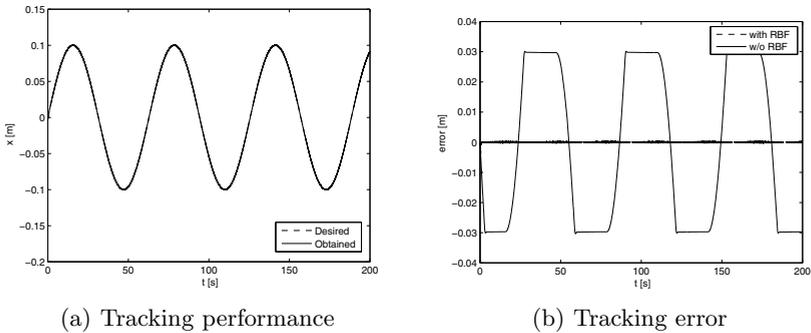 0.15
0.1
0.05
0
−0.05
−0.1
−0.15
−0.2
x [m]
0 50 100 150 200
t [s]
Desired
Obtained
(a) Tracking performance
0.04
0.03
0.02
0.01
0
−0.01
−0.02
−0.03
−0.04
error [m]
0 50 100 150 200
t [s]
with RBF
w/o RBF
(b) Tracking error